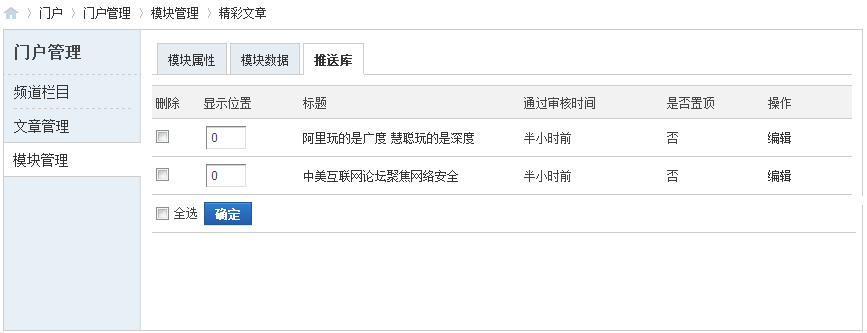 门户 〉 门户管理 〉 模块管理 〉 精彩文章
门户管理
频道栏目
文章管理
模块管理
模块属性 模块数据 推送库
删除 显示位置 标题 通过审核时间 是否置顶 操作
0 阿里玩的是广度 慧聪玩的是深度 半小时前 否 编辑
0 中美互联网论坛聚焦网络安全 半小时前 否 编辑
全选 确定